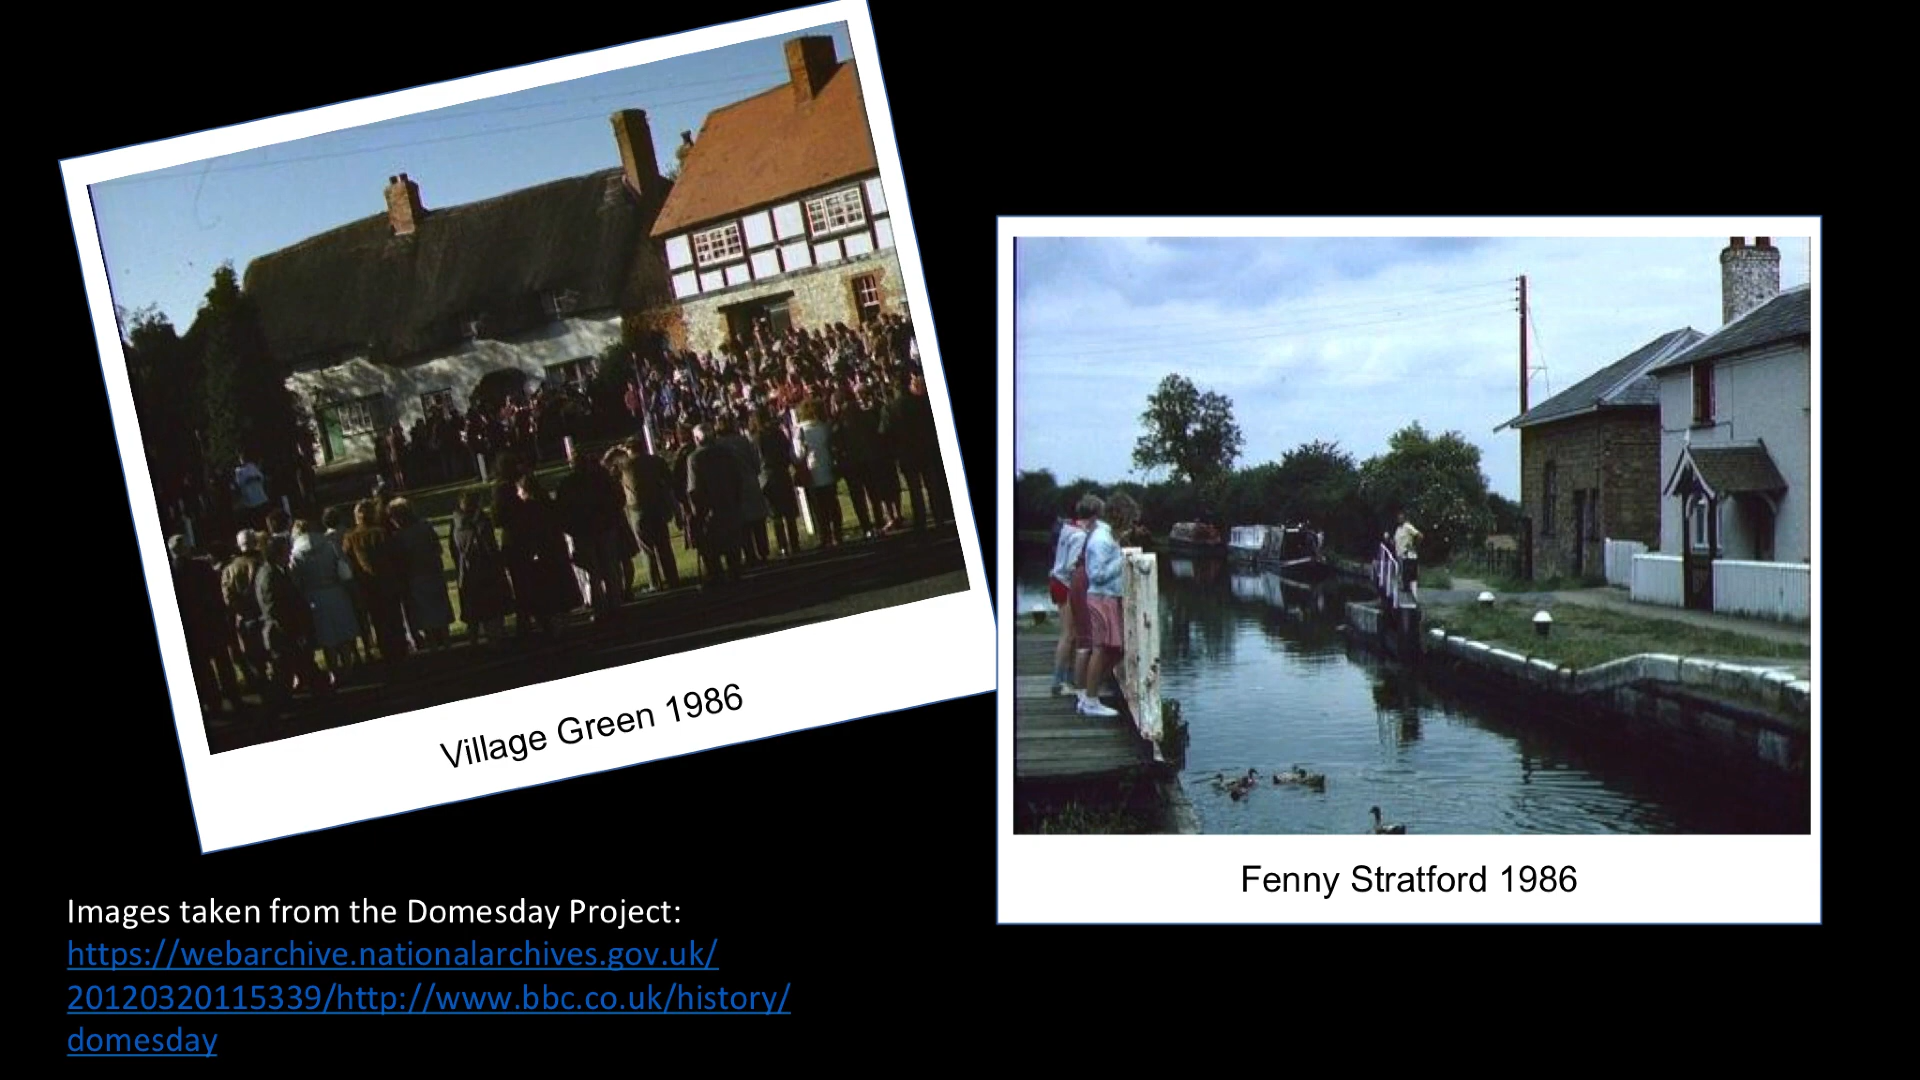 Village Green 1986
Fenny Stratford 1986
Images taken from the Domesday Project:
https://webarchive.nationalarchives.gov.uk/
20120320115339/http://www.bbc.co.uk/history/
domesday